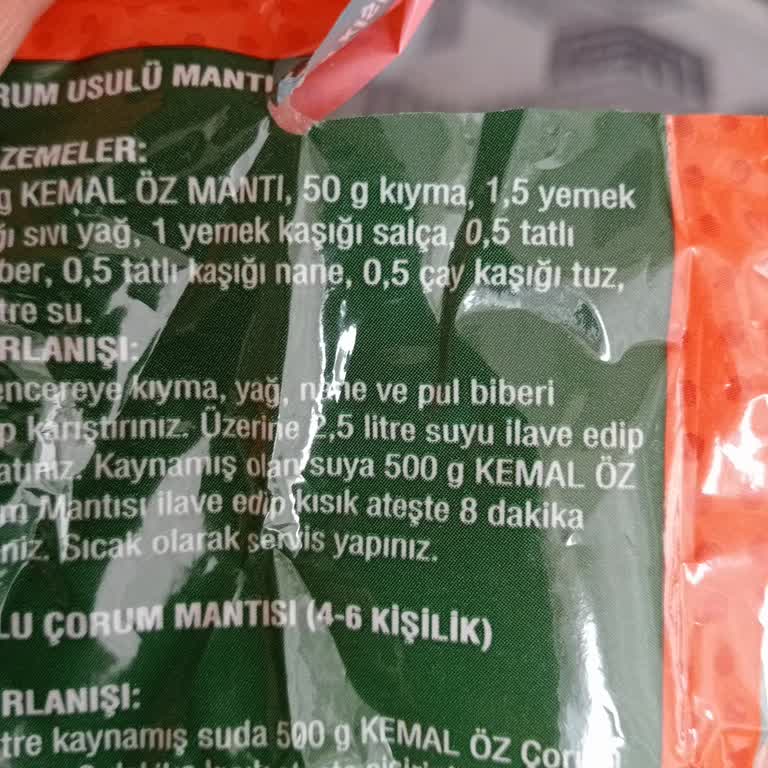 RUM USULÜ MANTI
ZEMELER:
g KEMAL ÖZ MANTI, 50 g kıyma, 1,5 yemek
ğı sıvı yağ, 1 yemek kaşığı salça, 0,5 tatlı
ber, 0,5 tatlı kaşığı nane, 0,5 çay kaşığı tuz,
tre su.
RLANIŞI:
encereye kıyma, yağ, nane ve pul biberi
p karıştırınız. Üzerine 2,5 litre suyu ilave edip
atınız. Kaynamış olan suya 500 g KEMAL ÖZ
m Mantısı ilave edip kısık ateşte 8 dakika
niz. Sıcak olarak servis yapınız.
LU ÇORUM MANTISI (4-6 KİŞİLİK)
RLANIŞI:
tre kaynamış suda 500 g KEMAL ÖZ Çorum